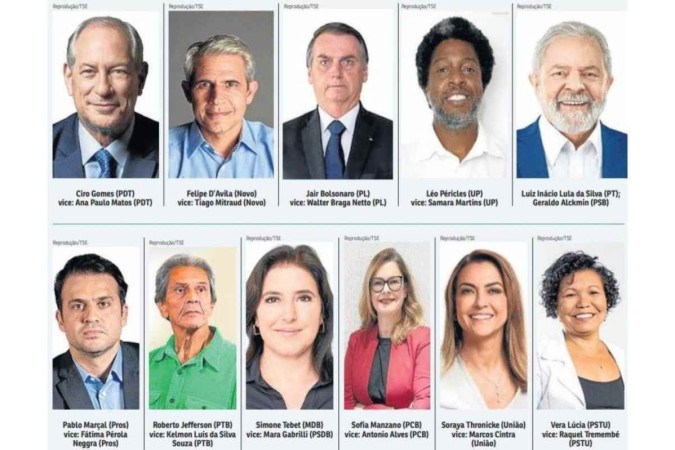 Reprodução/TSE
Reprodução/TSE
Reprodução/TSE
Reprodução/TSE
Reprodução/TSE
Ciro Gomes (PDT)
vice: Ana Paulo Matos (PDT)
Felipe D'Avila (Novo)
vice: Tiago Mitraud (Novo)
Jair Bolsonaro (PL)
vice: Walter Braga Netto (PL)
Léo Péricles (UP)
vice: Samara Martins (UP)
Luiz Inácio Lula da Silva (PT);
Geraldo Alckmin (PSB)
Reprodução/TSE
Reprodução/TSE
Reprodução/TSE
Reprodução/TSE
Reprodução/TSE
Reprodução/TSE
Pablo Marçal (Pros)
vice: Fátima Pérola
Neggra (Pros)
Roberto Jefferson (PTB)
vice: Kelmon Luis da Silva
Souza (PTB)
Simone Tebet (MDB)
vice: Mara Gabrilli (PSDB)
Sofia Manzano (PCB)
vice: Antonio Alves (PCB)
Soraya Thronicke (União)
vice: Marcos Cintra
(União)
Vera Lúcia (PSTU)
vice: Raquel Tremembé
(PSTU)